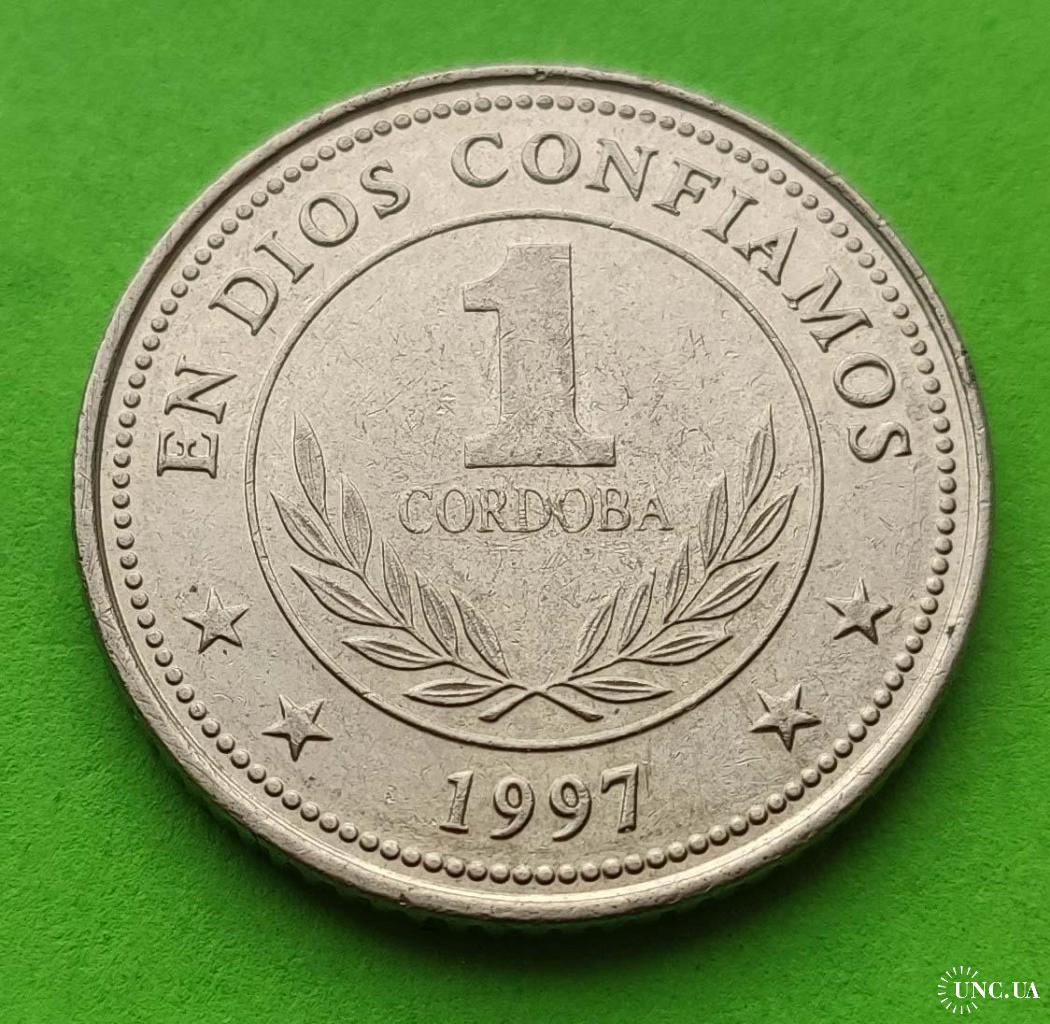 EN DIOS CONFIAMOS
1
CORDOBA
1997
UNC.UA